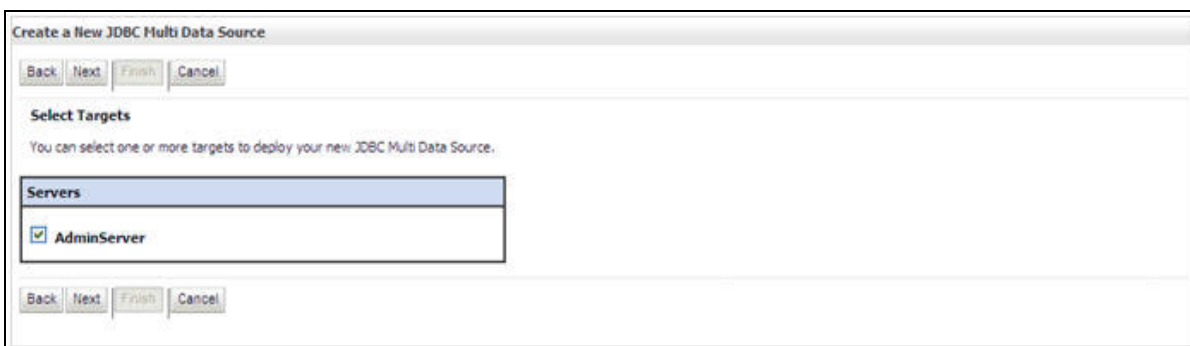 Create a New JDBC Multi Data Source
Back Next Finish Cancel
Select Targets
You can select one or more targets to deploy your new JDBC Multi Data Source.
Servers
AdminServer
Back Next Finish Cancel